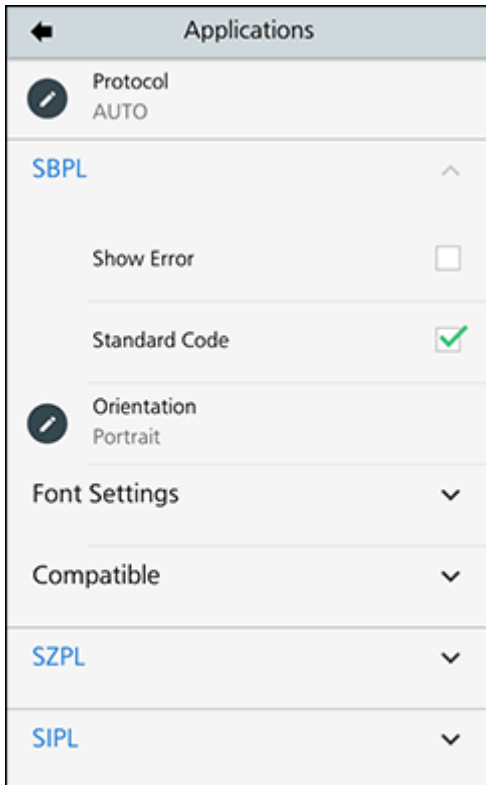 Applications
Protocol
AUTO
SBPL
Show Error
Standard Code
Orientation
Portrait
Font Settings
Compatible
SZPL
SIPL